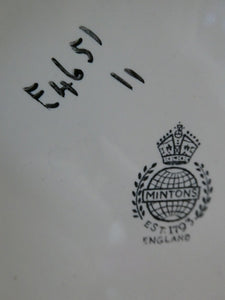 E4651
11
MINTONS
EST. 1793
ENGLAND